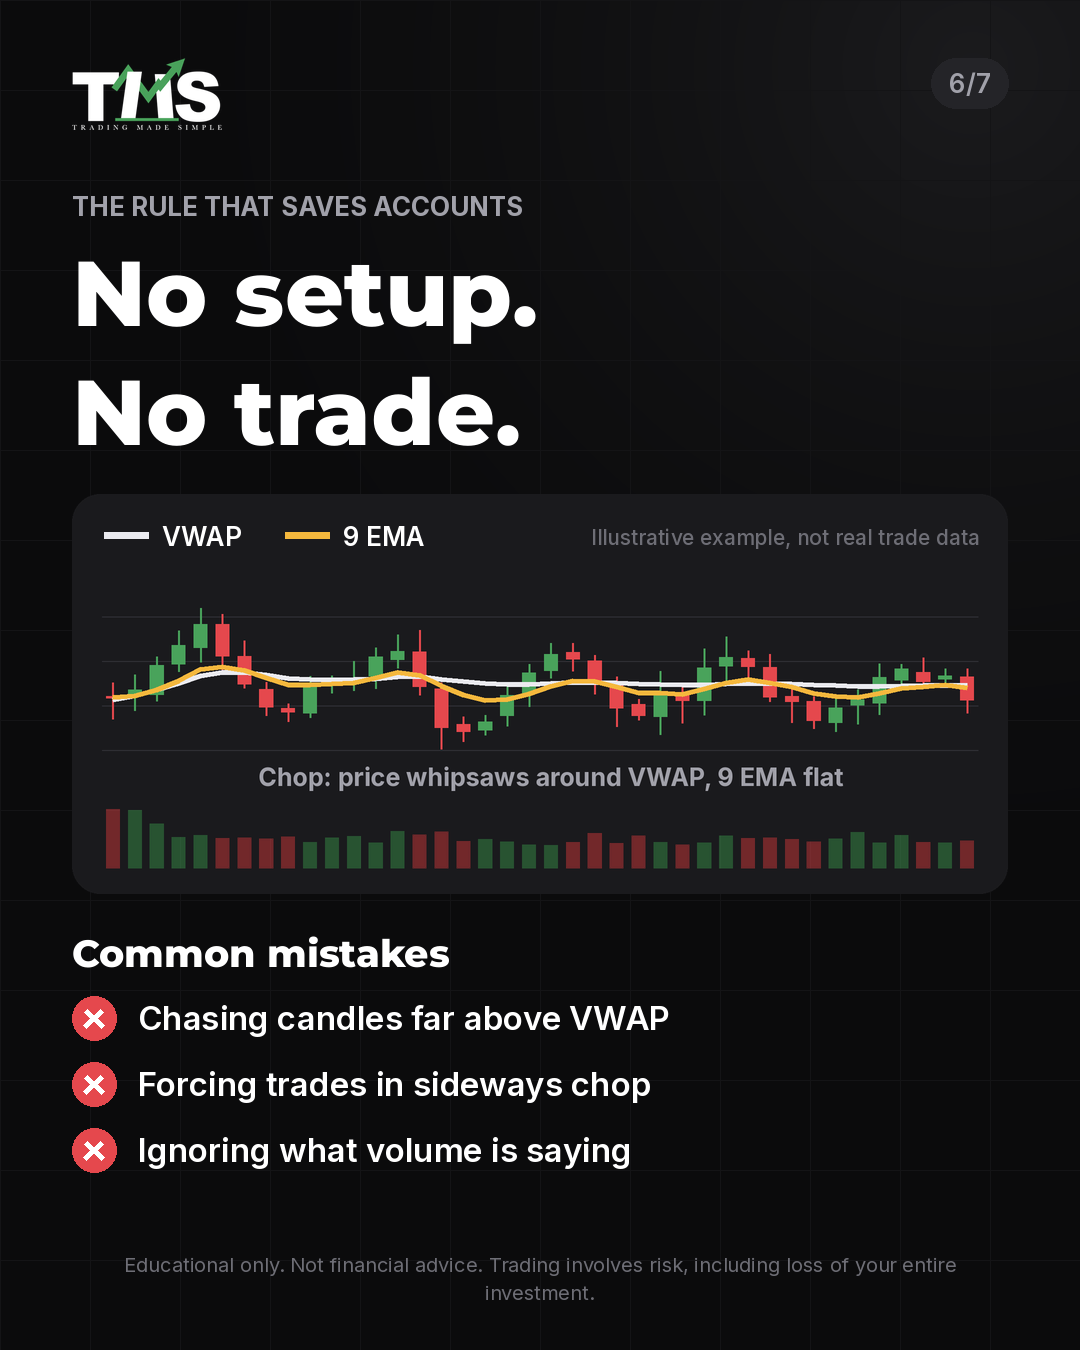 TMS
TRADING MADE SIMPLE
6/7
THE RULE THAT SAVES ACCOUNTS
No setup.
No trade.
VWAP
9 EMA
Illustrative example, not real trade data
Chop: price whipsaws around VWAP, 9 EMA flat
Common mistakes
Chasing candles far above VWAP
Forcing trades in sideways chop
Ignoring what volume is saying
Educational only. Not financial advice. Trading involves risk, including loss of your entire
investment.